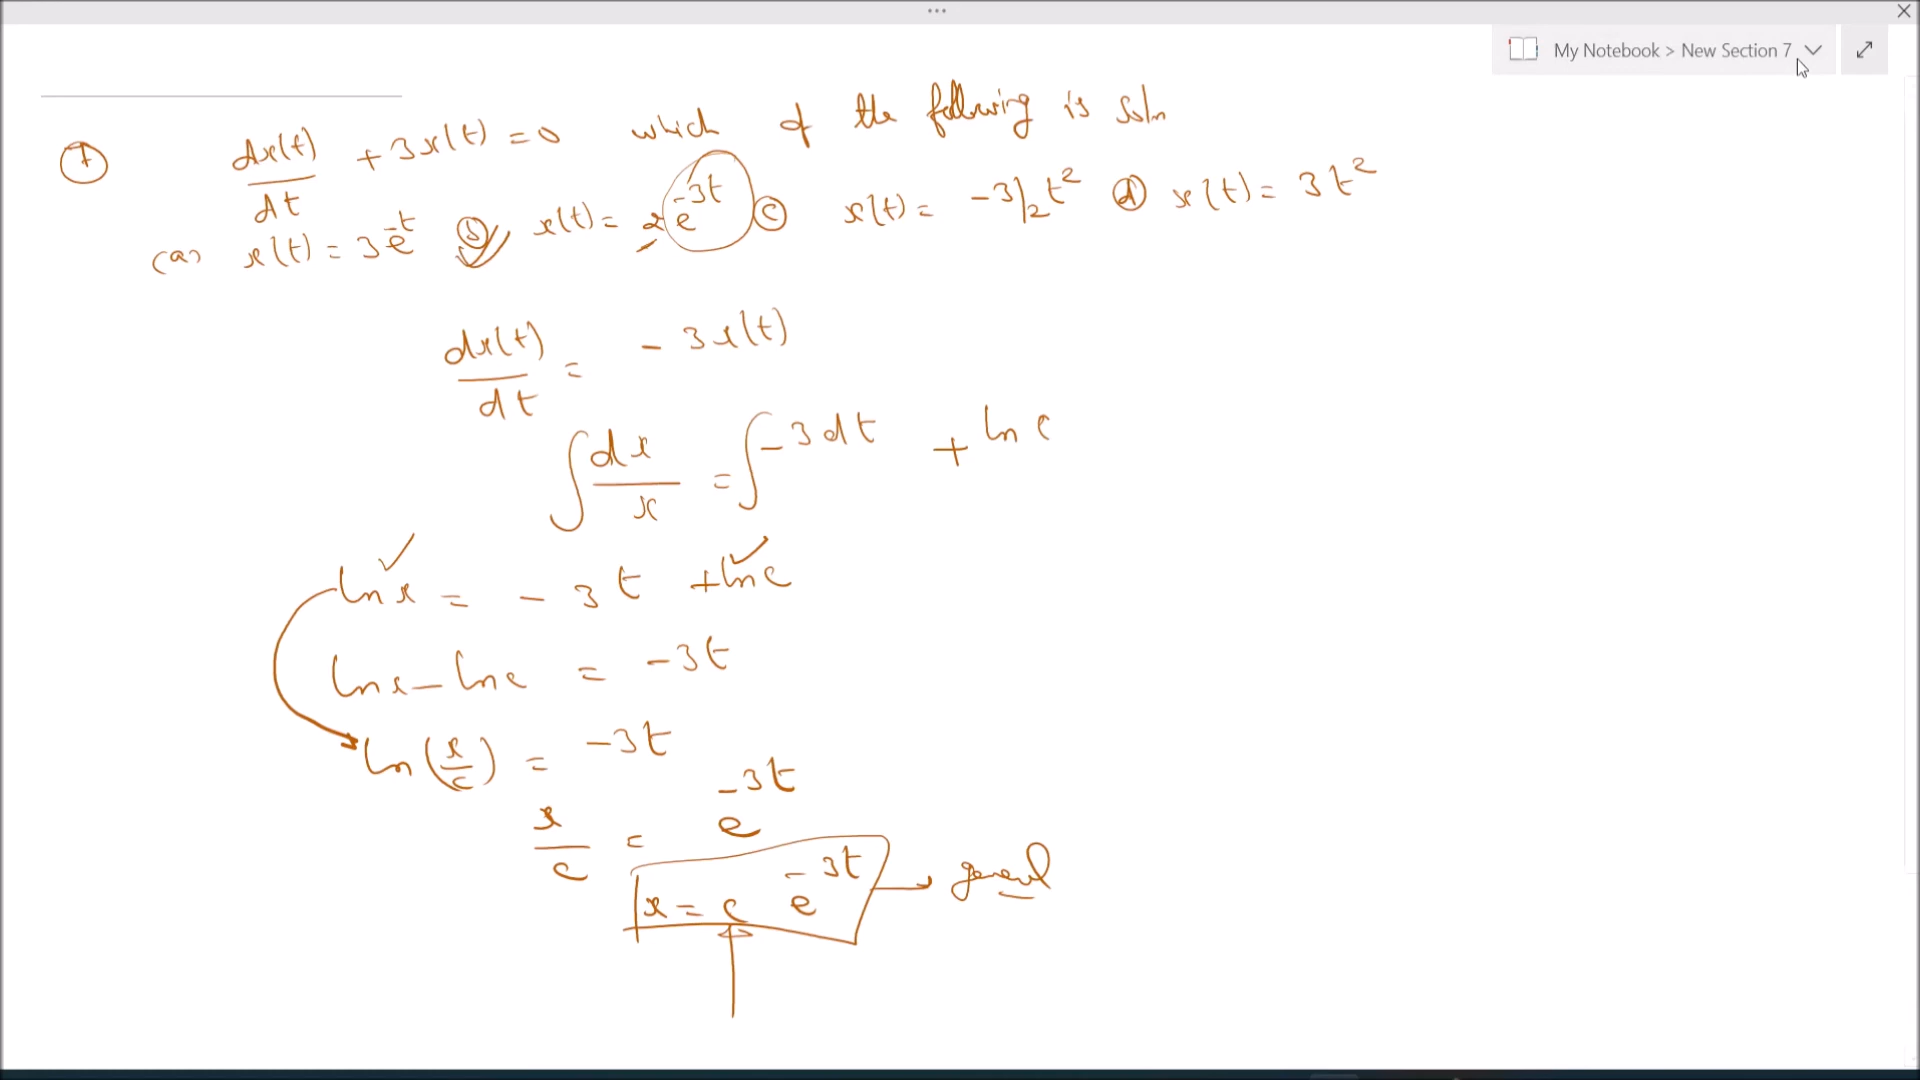 My Notebook > New Section 7
① dx(t)/dt + 3x(t) = 0 which of the following is soln
(a) x(t) = 3e^-t ⓑ x(t) = 2e^-3t ⓒ x(t) = -3/2 t^2 ⓓ x(t) = 3t^2
dx(t)/dt = - 3x(t)
∫ dx/x = ∫ -3dt + ln c
ln x = - 3t + ln c
ln x - ln c = -3t
ln(x/c) = -3t
x/c = e^-3t
x = c e^-3t → general